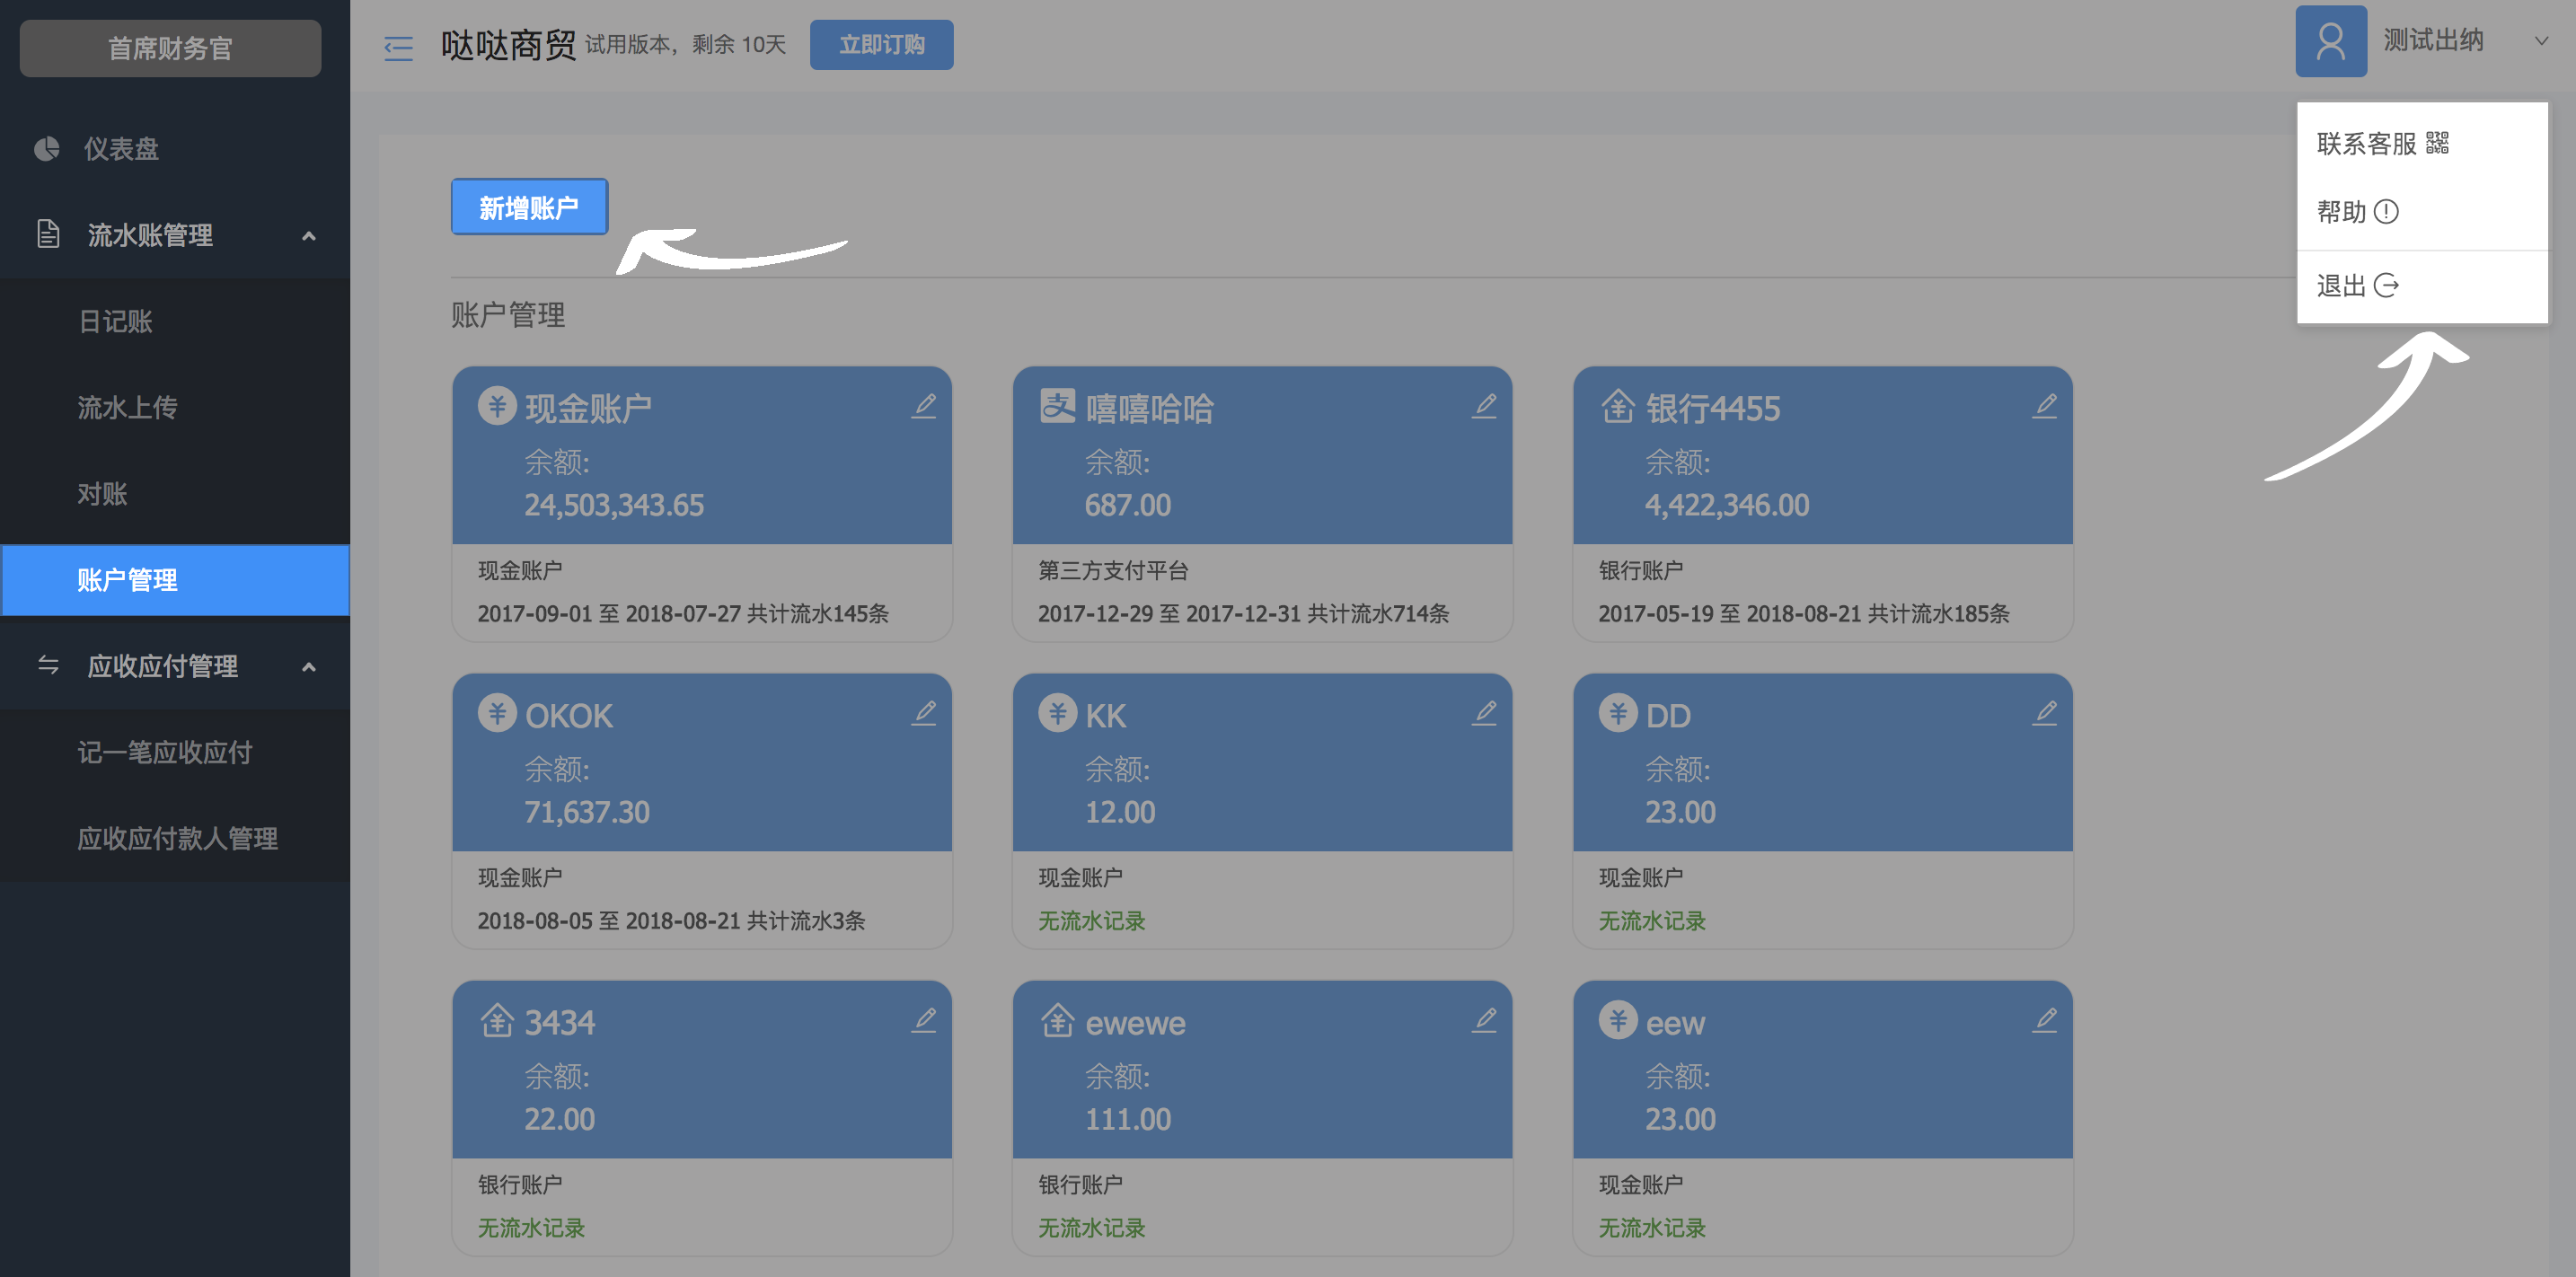 首席财务官
仪表盘
流水账管理
日记账
流水上传
对账
账户管理
应收应付管理
记一笔应收应付
应收应付款人管理
哒哒商贸 试用版本，剩余 10天 立即订购
测试出纳
联系客服
帮助
退出
新增账户
账户管理
现金账户
余额:
24,503,343.65
现金账户
2017-09-01 至 2018-07-27 共计流水145条
支 嘻嘻哈哈
余额:
687.00
第三方支付平台
2017-12-29 至 2017-12-31 共计流水714条
银行4455
余额:
4,422,346.00
银行账户
2017-05-19 至 2018-08-21 共计流水185条
OKOK
余额:
71,637.30
现金账户
2018-08-05 至 2018-08-21 共计流水3条
KK
余额:
12.00
现金账户
无流水记录
DD
余额:
23.00
现金账户
无流水记录
3434
余额:
22.00
银行账户
无流水记录
ewewe
余额:
111.00
银行账户
无流水记录
eew
余额:
23.00
现金账户
无流水记录